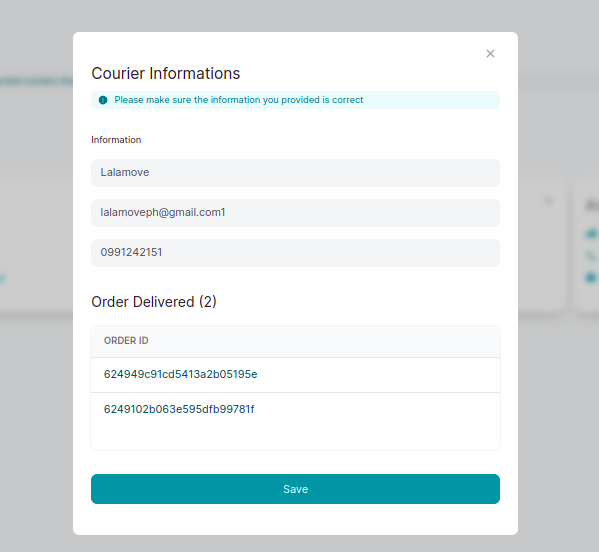 Courier Informations
Please make sure the information you provided is correct
Information
Lalamove
lalamoveph@gmail.com1
0991242151
Order Delivered (2)
ORDER ID
624949c91cd5413a2b05195e
6249102b063e595dfb99781f
Save